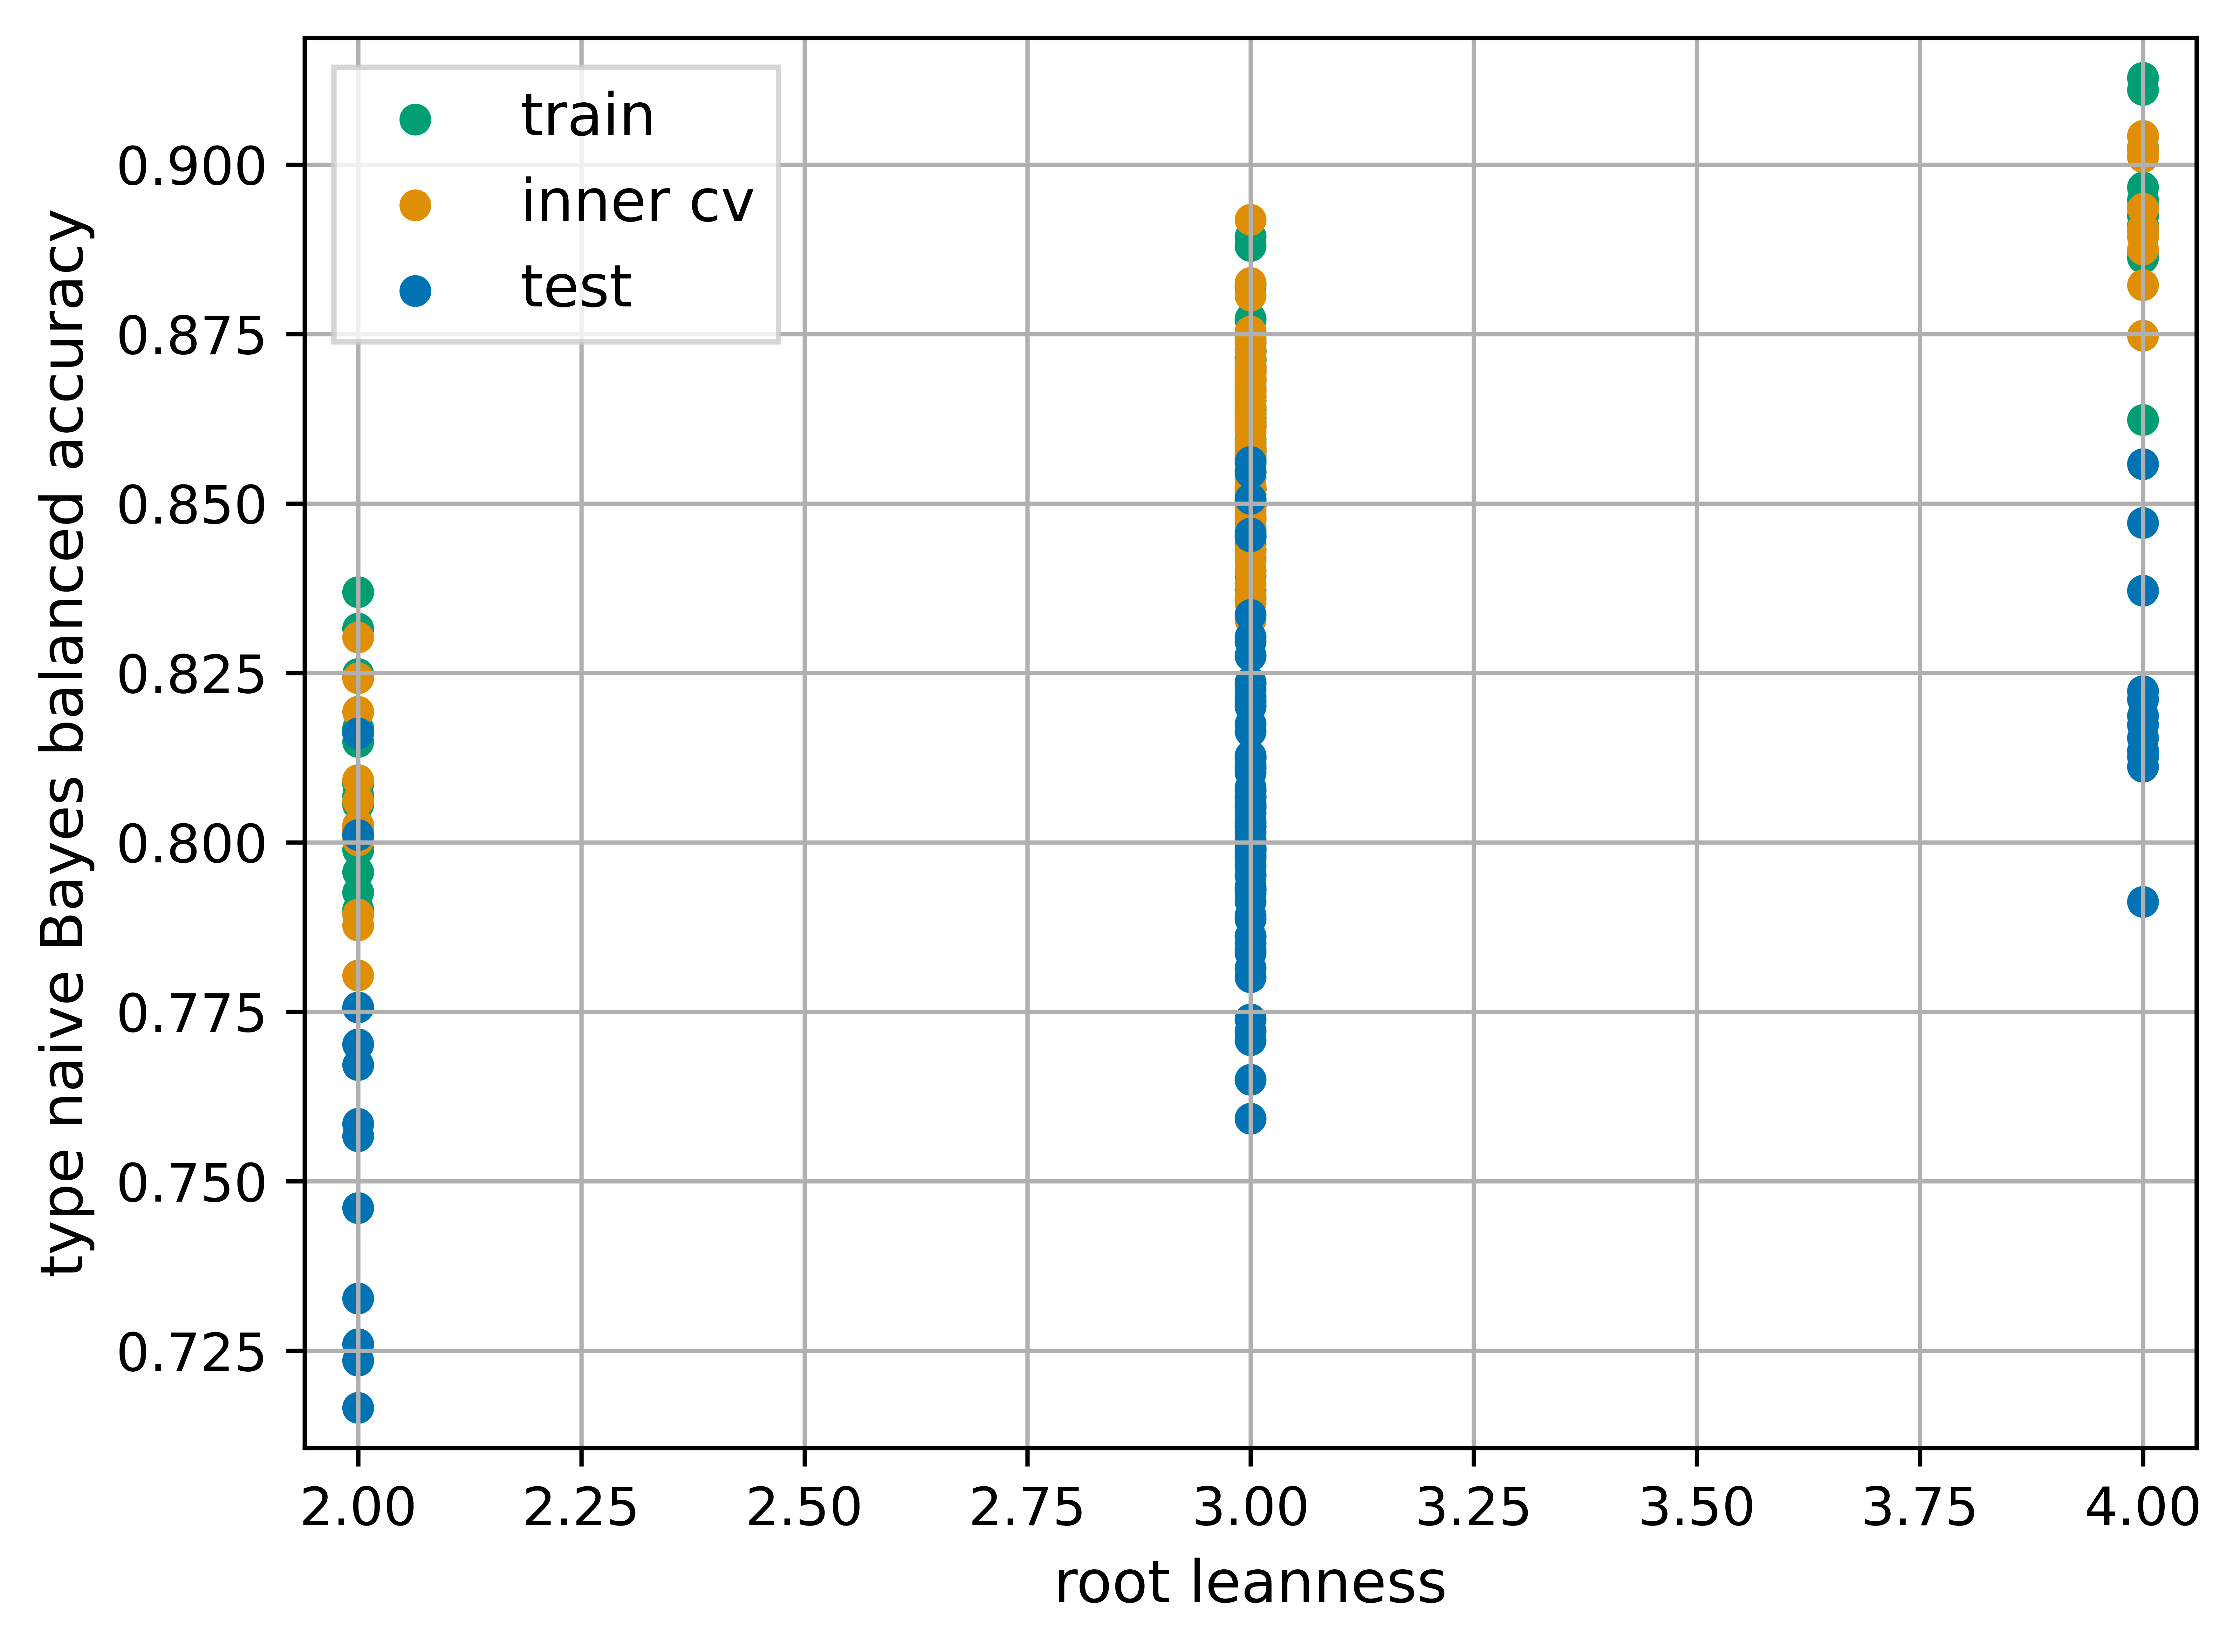 train
inner cv
test
type naive Bayes balanced accuracy
0.900
0.875
0.850
0.825
0.800
0.775
0.750
0.725
2.00 2.25 2.50 2.75 3.00 3.25 3.50 3.75 4.00
root leanness